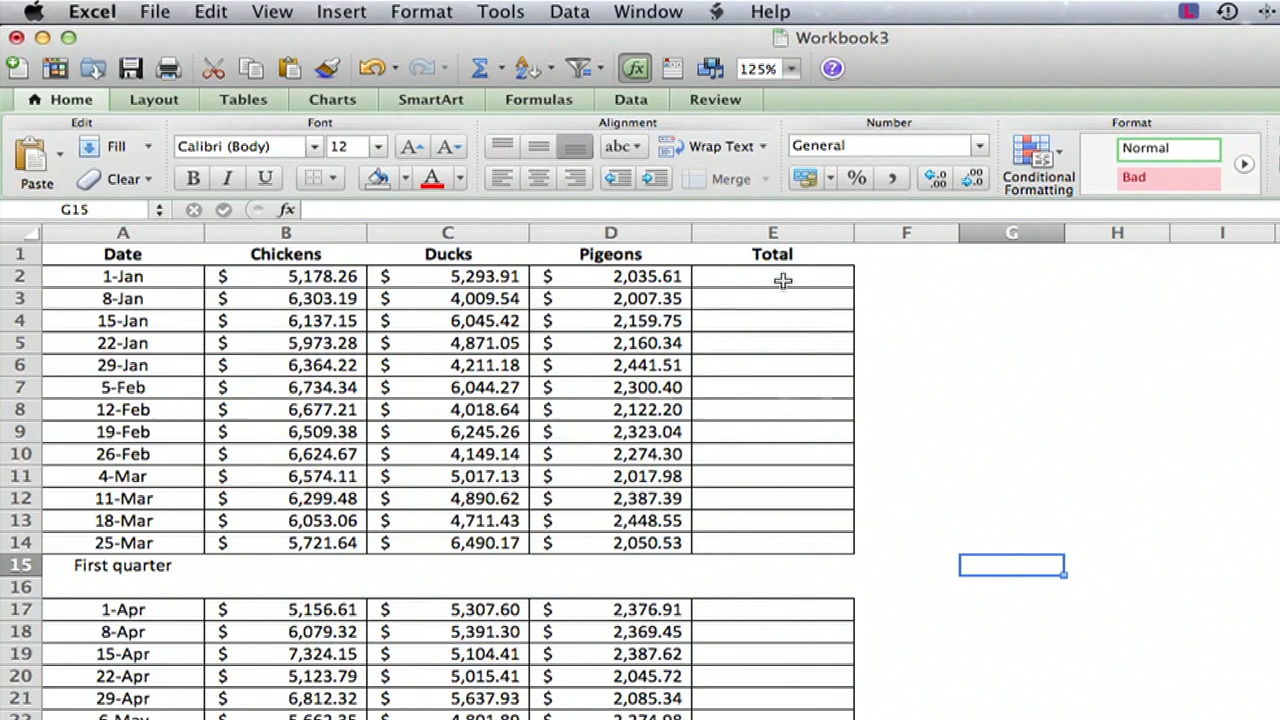 Excel File Edit View Insert Format Tools Data Window Help
Workbook3
125%
Home Layout Tables Charts SmartArt Formulas Data Review
Edit Font Alignment Number Format
Fill Calibri (Body) 12 A A abc Wrap Text General Normal
Paste Clear B I U A Merge % , Conditional Formatting Bad
G15 fx
A B C D E F G H I
1 Date Chickens Ducks Pigeons Total
2 1-Jan $ 5,178.26 $ 5,293.91 $ 2,035.61
3 8-Jan $ 6,303.19 $ 4,009.54 $ 2,007.35
4 15-Jan $ 6,137.15 $ 6,045.42 $ 2,159.75
5 22-Jan $ 5,973.28 $ 4,871.05 $ 2,160.34
6 29-Jan $ 6,364.22 $ 4,211.18 $ 2,441.51
7 5-Feb $ 6,734.34 $ 6,044.27 $ 2,300.40
8 12-Feb $ 6,677.21 $ 4,018.64 $ 2,122.20
9 19-Feb $ 6,509.38 $ 6,245.26 $ 2,323.04
10 26-Feb $ 6,624.67 $ 4,149.14 $ 2,274.30
11 4-Mar $ 6,574.11 $ 5,017.13 $ 2,017.98
12 11-Mar $ 6,299.48 $ 4,890.62 $ 2,387.39
13 18-Mar $ 6,053.06 $ 4,711.43 $ 2,448.55
14 25-Mar $ 5,721.64 $ 6,490.17 $ 2,050.53
15 First quarter
16
17 1-Apr $ 5,156.61 $ 5,307.60 $ 2,376.91
18 8-Apr $ 6,079.32 $ 5,391.30 $ 2,369.45
19 15-Apr $ 7,324.15 $ 5,104.41 $ 2,387.62
20 22-Apr $ 5,123.79 $ 5,015.41 $ 2,045.72
21 29-Apr $ 6,812.32 $ 5,637.93 $ 2,085.34